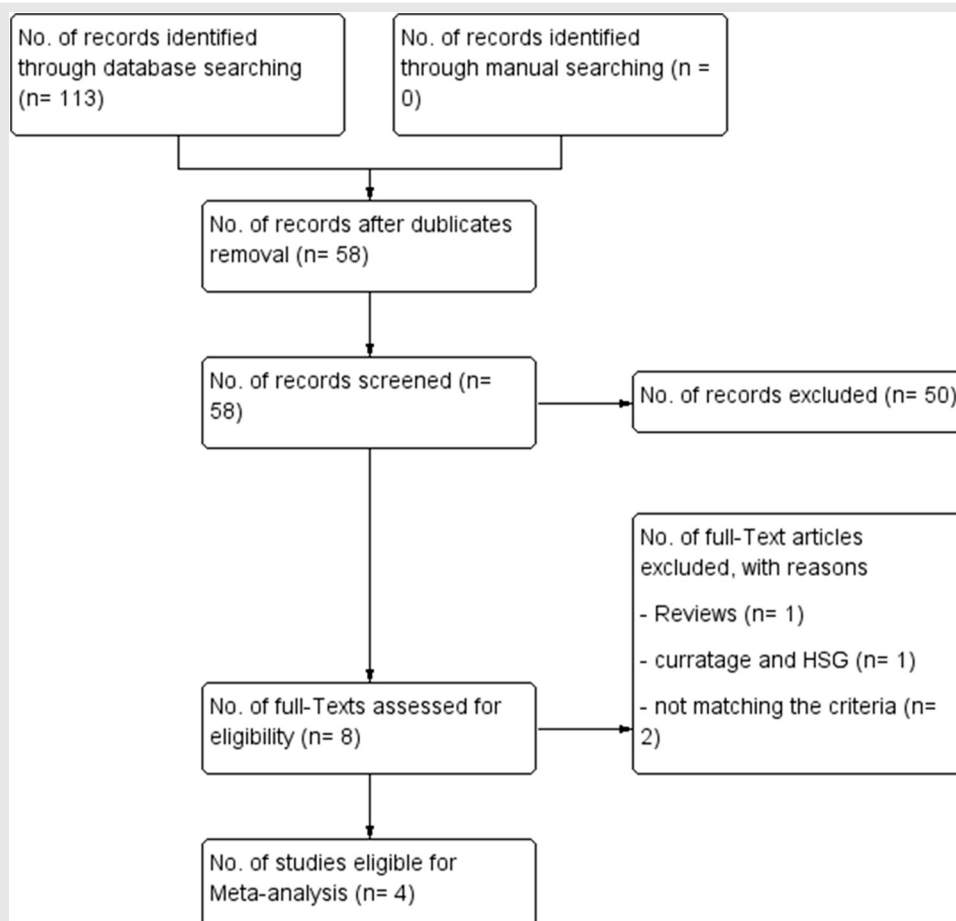 No. of records identified
through database searching
(n= 113)
No. of records identified
through manual searching (n =
0)
No. of records after dublicates
removal (n= 58)
No. of records screened (n=
58)
No. of records excluded (n= 50)
No. of full-Text articles
excluded, with reasons
- Reviews (n= 1)
- curratage and HSG (n= 1)
- not matching the criteria (n=
2)
No. of full-Texts assessed for
eligibility (n= 8)
No. of studies eligible for
Meta-analysis (n= 4)